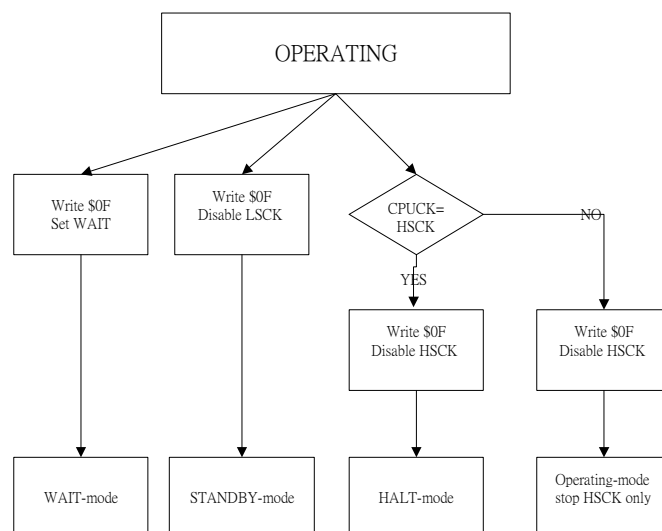 OPERATING
Write $0F
Set WAIT
Write $0F
Disable LSCK
CPUCK=
HSCK
NO
YES
Write $0F
Disable HSCK
Write $0F
Disable HSCK
WAIT-mode
STANDBY-mode
HALT-mode
Operating-mode
stop HSCK only